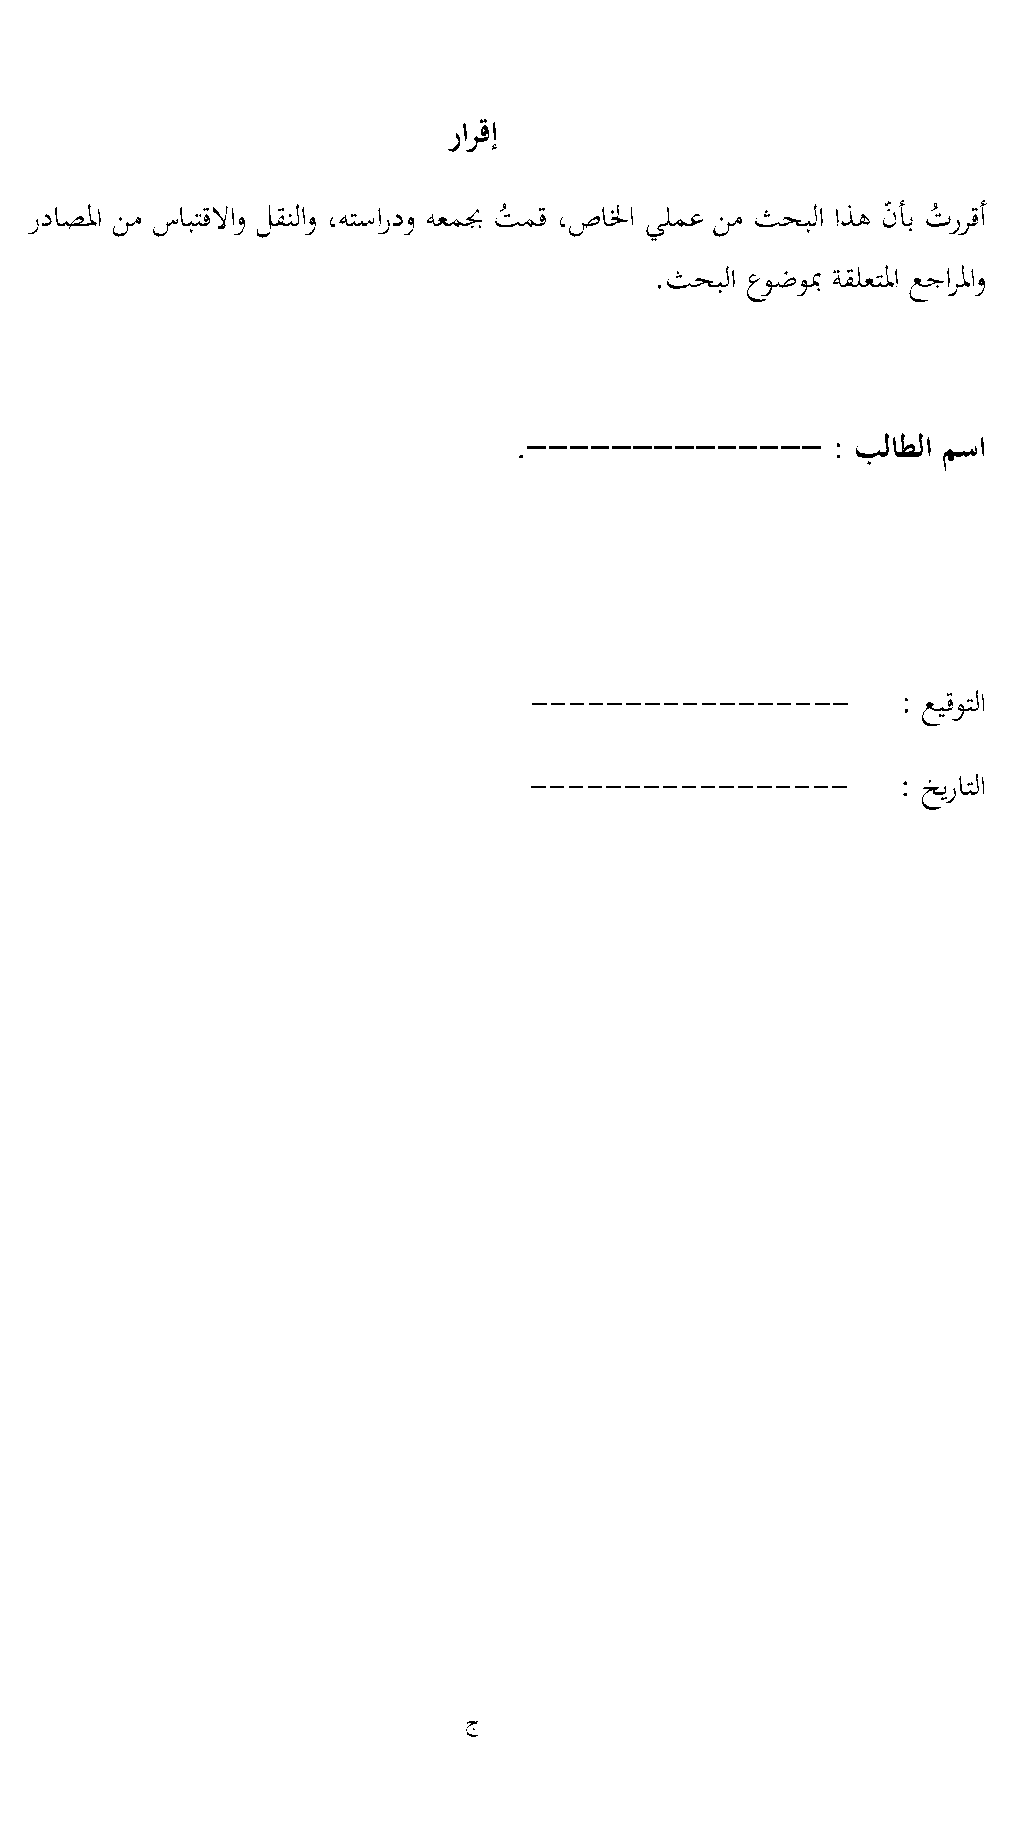 إقرار
أقررتُ بأنّ هذا البحث من عملي الخاص، قمتُ بجمعه ودراسته، والنقل والاقتباس من المصادر
والمراجع المتعلقة بموضوع البحث.
اسم الطالب : --------------.
التوقيع : -----------------
التاريخ : -----------------
ج